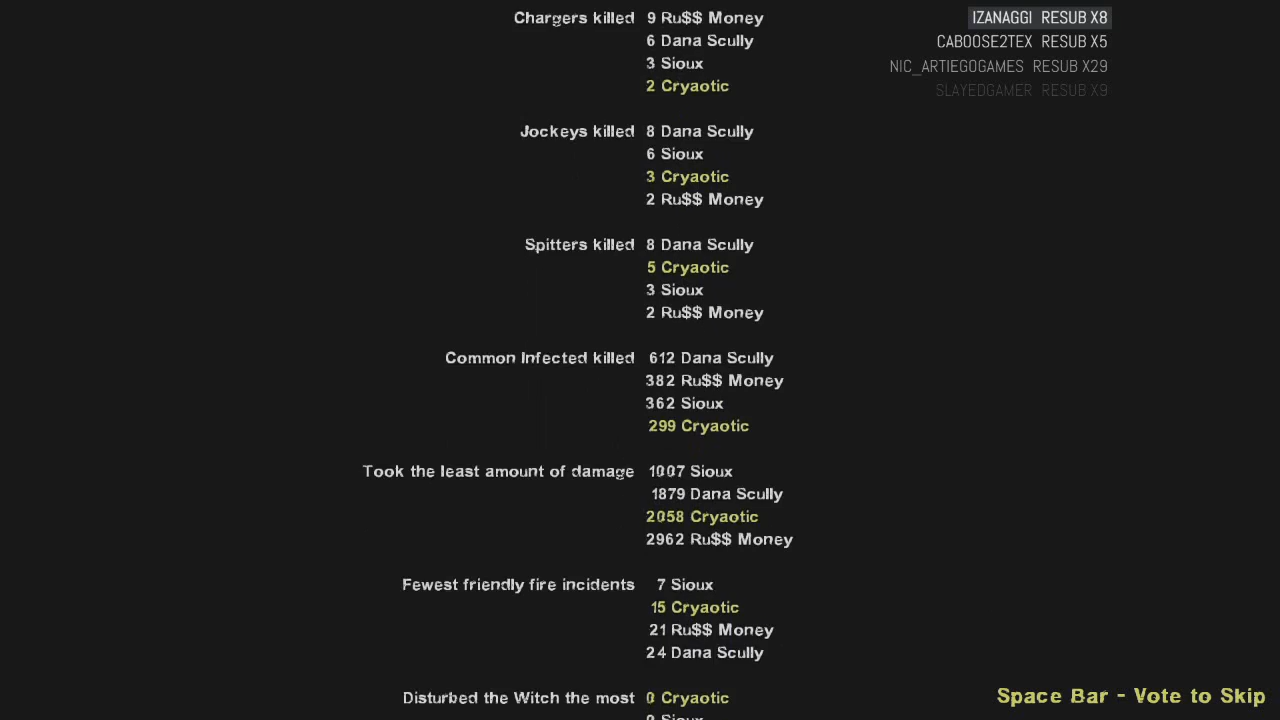 Chargers killed 9 Ru$$ Money
6 Dana Scully
3 Sioux
2 Cryaotic
Jockeys killed 8 Dana Scully
6 Sioux
3 Cryaotic
2 Ru$$ Money
Spitters killed 8 Dana Scully
5 Cryaotic
3 Sioux
2 Ru$$ Money
Common Infected killed 612 Dana Scully
382 Ru$$ Money
362 Sioux
299 Cryaotic
Took the least amount of damage 1007 Sioux
1879 Dana Scully
2058 Cryaotic
2962 Ru$$ Money
Fewest friendly fire incidents 7 Sioux
15 Cryaotic
21 Ru$$ Money
24 Dana Scully
Disturbed the Witch the most 0 Cryaotic
0 Sioux
IZANAGGI RESUB X8
CABOOSE2TEX RESUB X5
NIC_ARTIEGOGAMES RESUB X29
SLAYEDGAMER RESUB X9
Space Bar - Vote to Skip